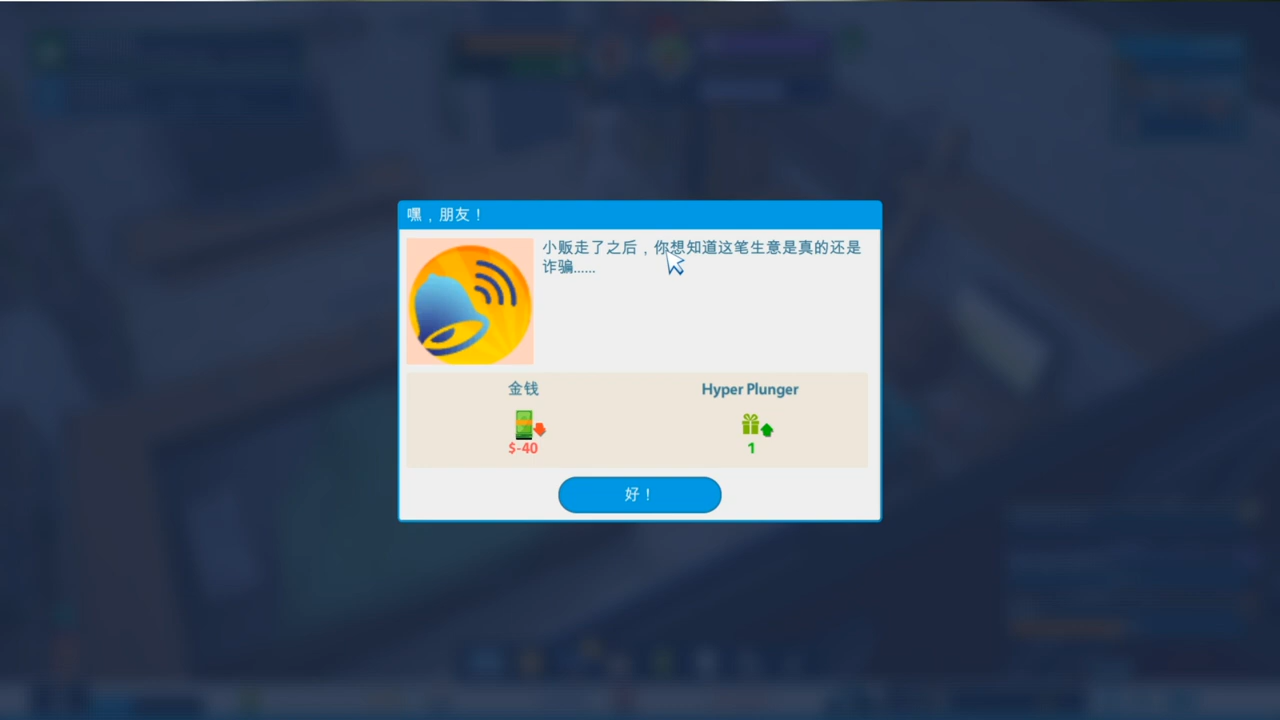 嘿，朋友！
小贩走了之后，你想知道这笔生意是真的还是
诈骗......
金钱
Hyper Plunger
$-40
1
好！